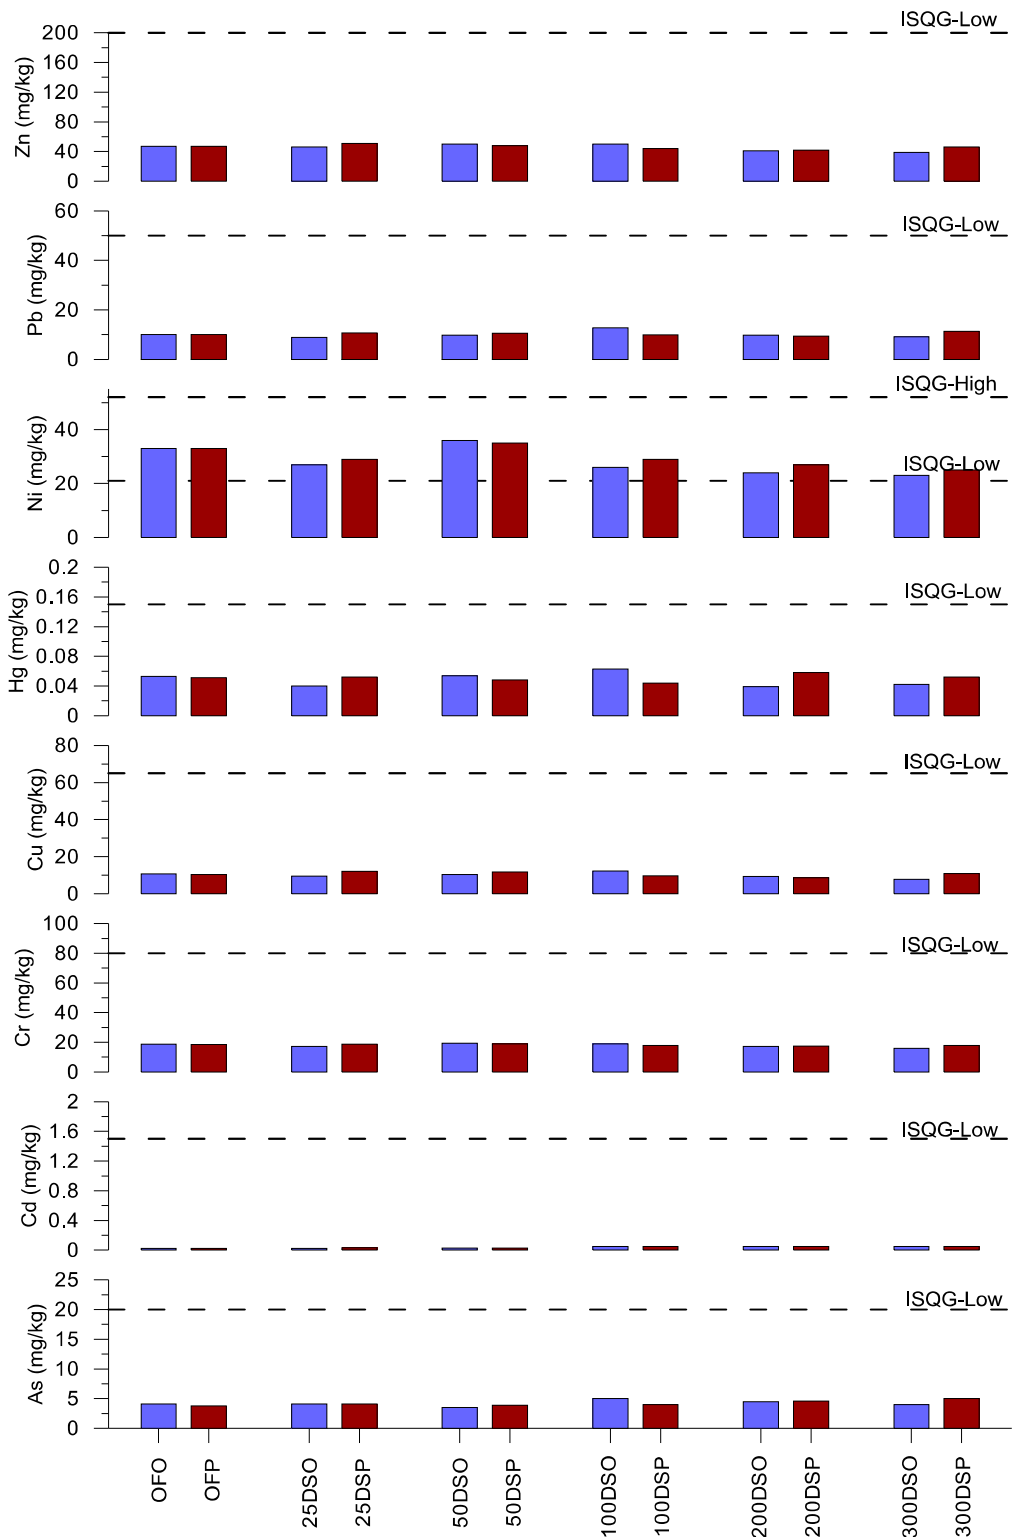 ISQG-Low
Zn (mg/kg)
200
160
120
80
40
0
ISQG-Low
Pb (mg/kg)
60
40
20
0
ISQG-High
ISQG-Low
Ni (mg/kg)
40
20
0
ISQG-Low
Hg (mg/kg)
0.2
0.16
0.12
0.08
0.04
0
ISQG-Low
Cu (mg/kg)
80
60
40
20
0
ISQG-Low
Cr (mg/kg)
100
80
60
40
20
0
ISQG-Low
Cd (mg/kg)
2
1.6
1.2
0.8
0.4
0
ISQG-Low
As (mg/kg)
25
20
15
10
5
0
OFO
OFP
25DSO
25DSP
50DSO
50DSP
100DSO
100DSP
200DSO
200DSP
300DSO
300DSP